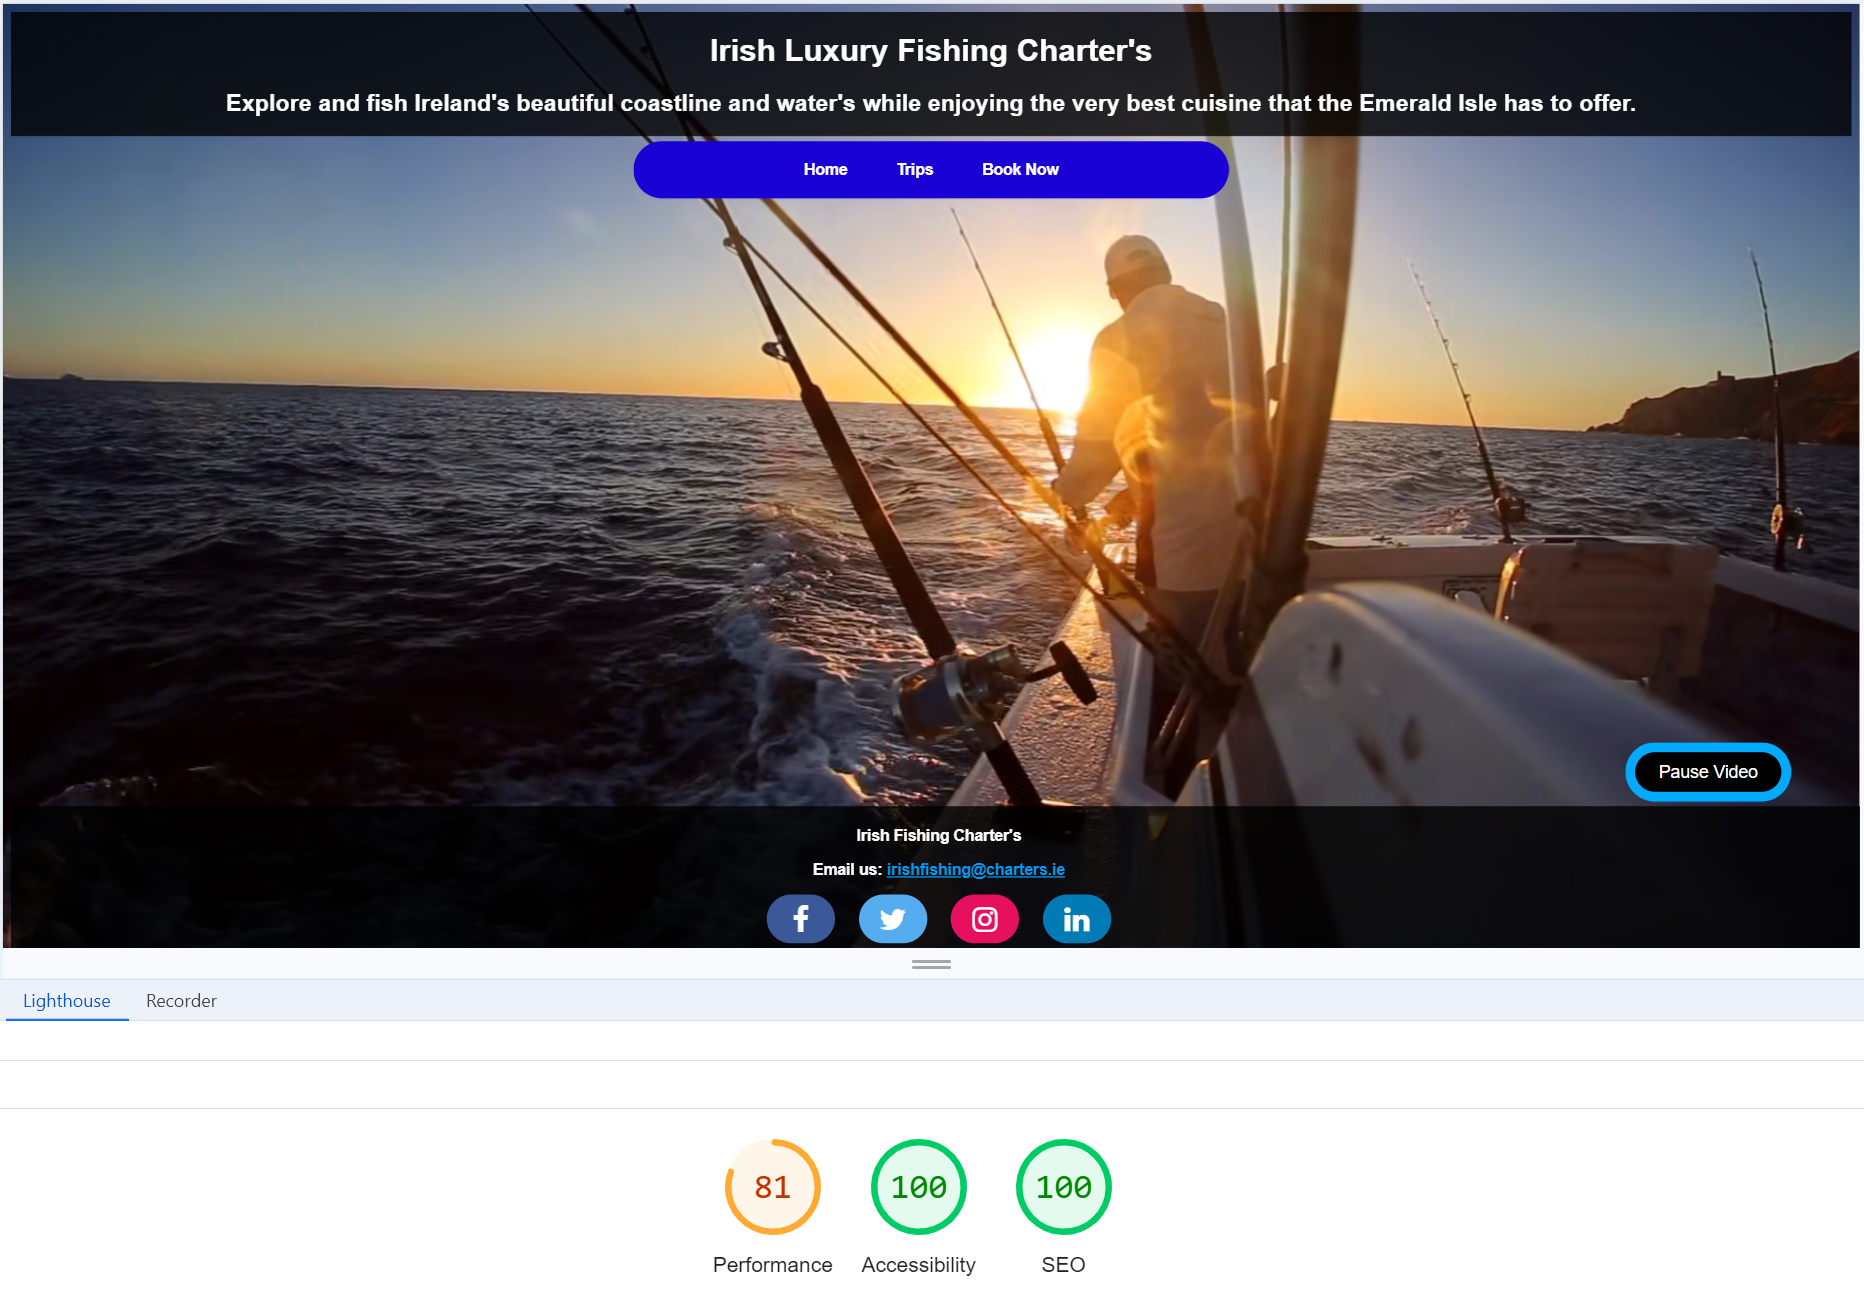 Irish Luxury Fishing Charter's
Explore and fish Ireland's beautiful coastline and water's while enjoying the very best cuisine that the Emerald Isle has to offer.
Home Trips Book Now
Pause Video
Irish Fishing Charter's
Email us: irishfishing@charters.ie
f in
Lighthouse Recorder
81 100 100
Performance Accessibility SEO